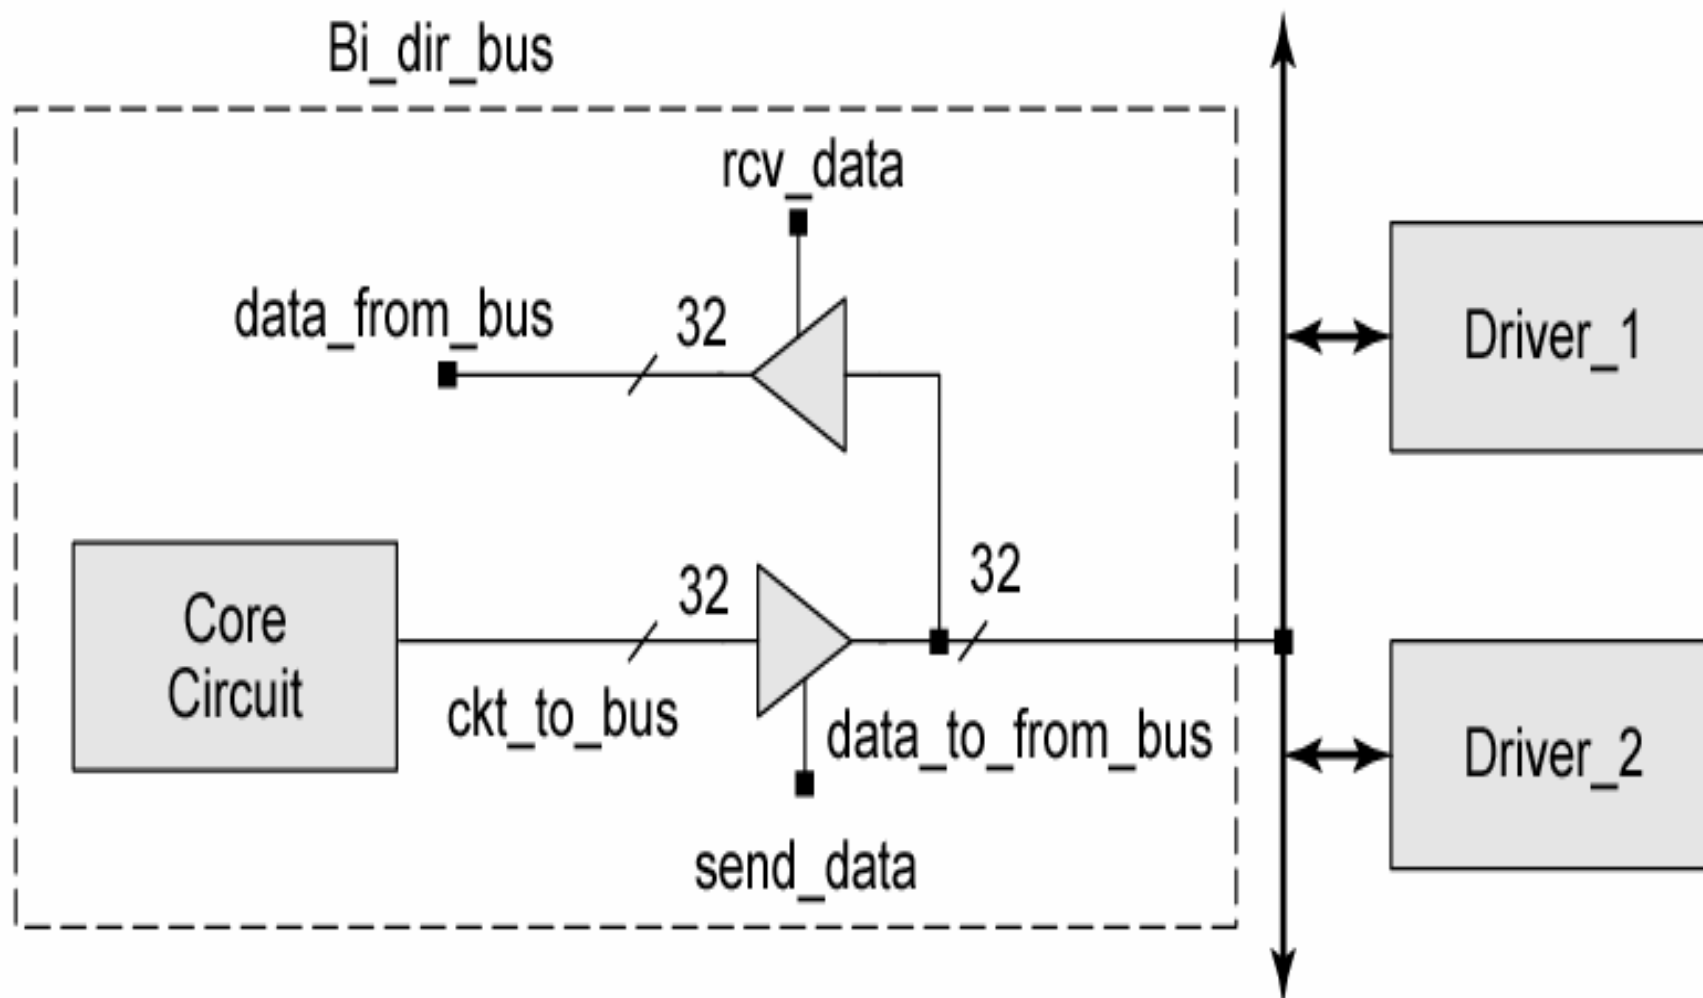 Bi_dir_bus
rcv_data
data_from_bus
32
Driver_1
Core
Circuit
32
32
ckt_to_bus
data_to_from_bus
Driver_2
send_data